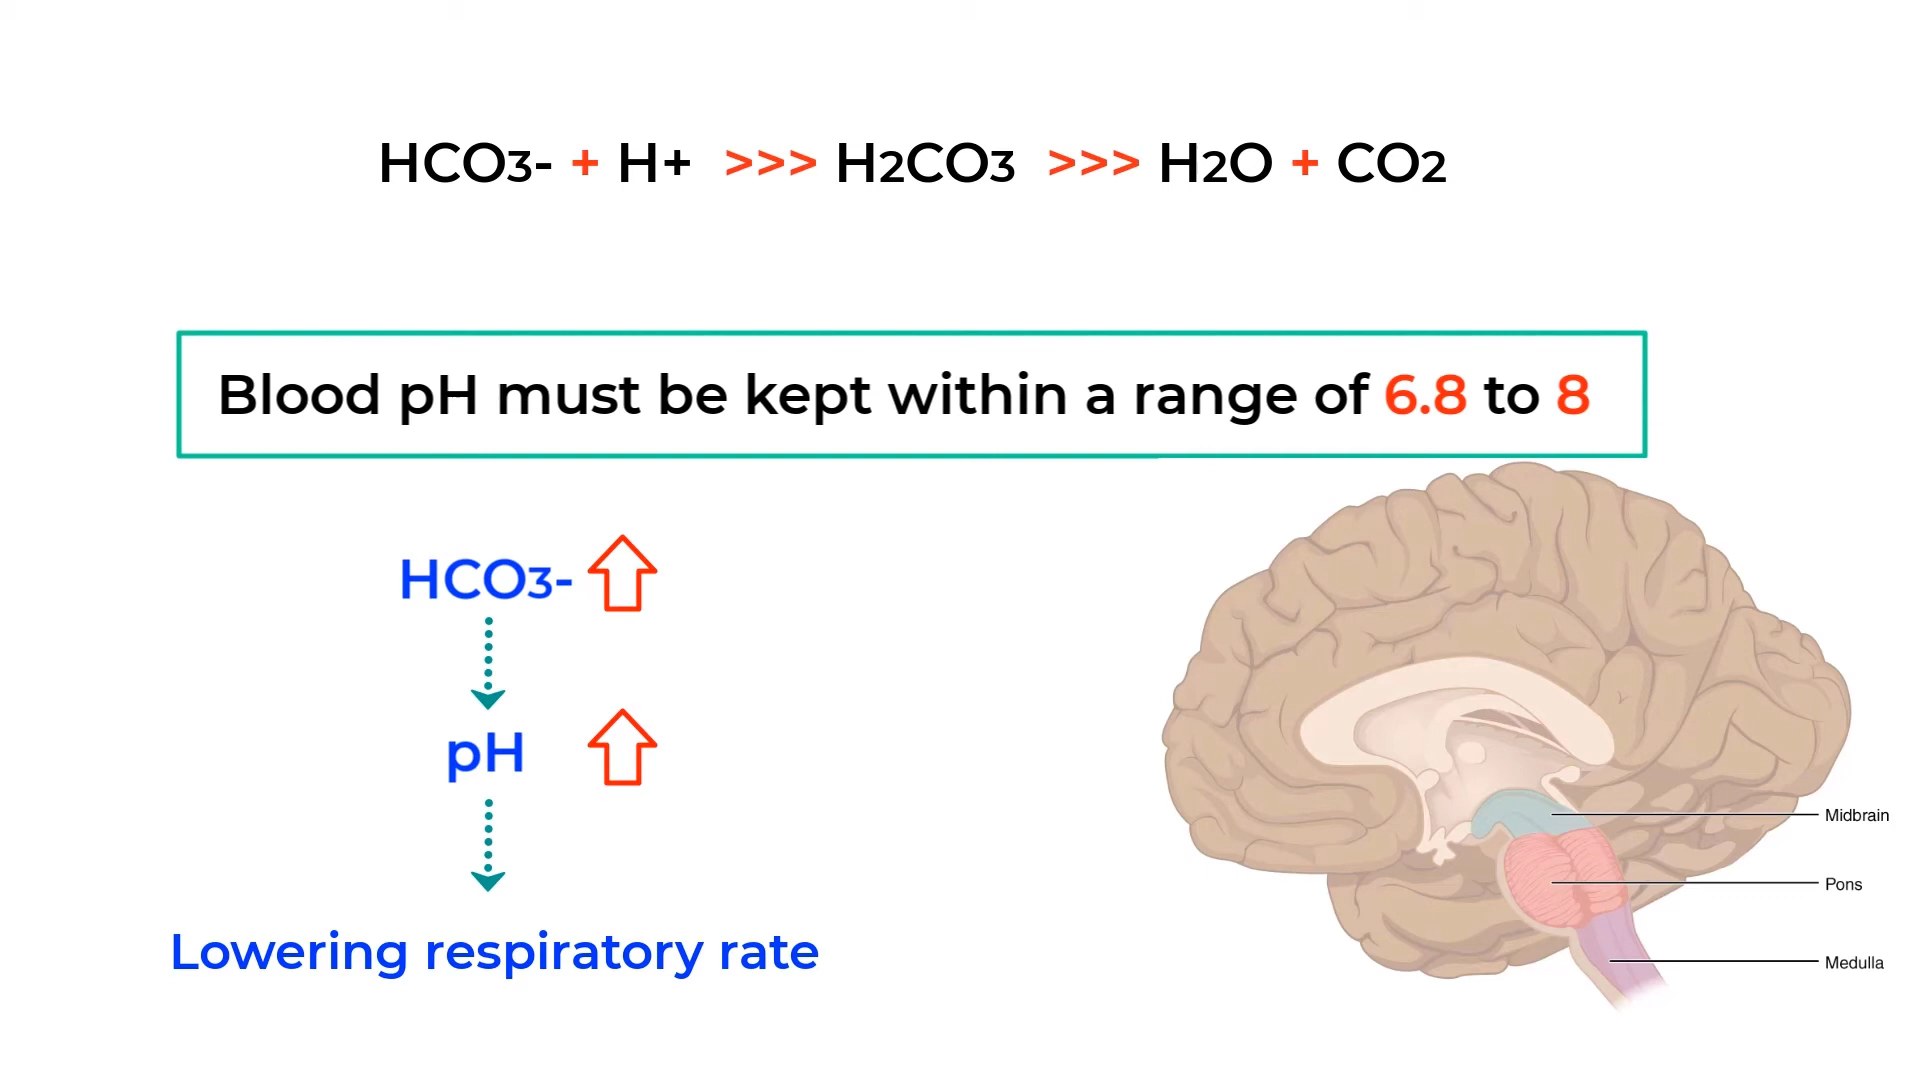 HCO3- + H+ >>> H2CO3 >>> H2O + CO2
Blood pH must be kept within a range of 6.8 to 8
HCO3-
pH
Lowering respiratory rate
Midbrain
Pons
Medulla